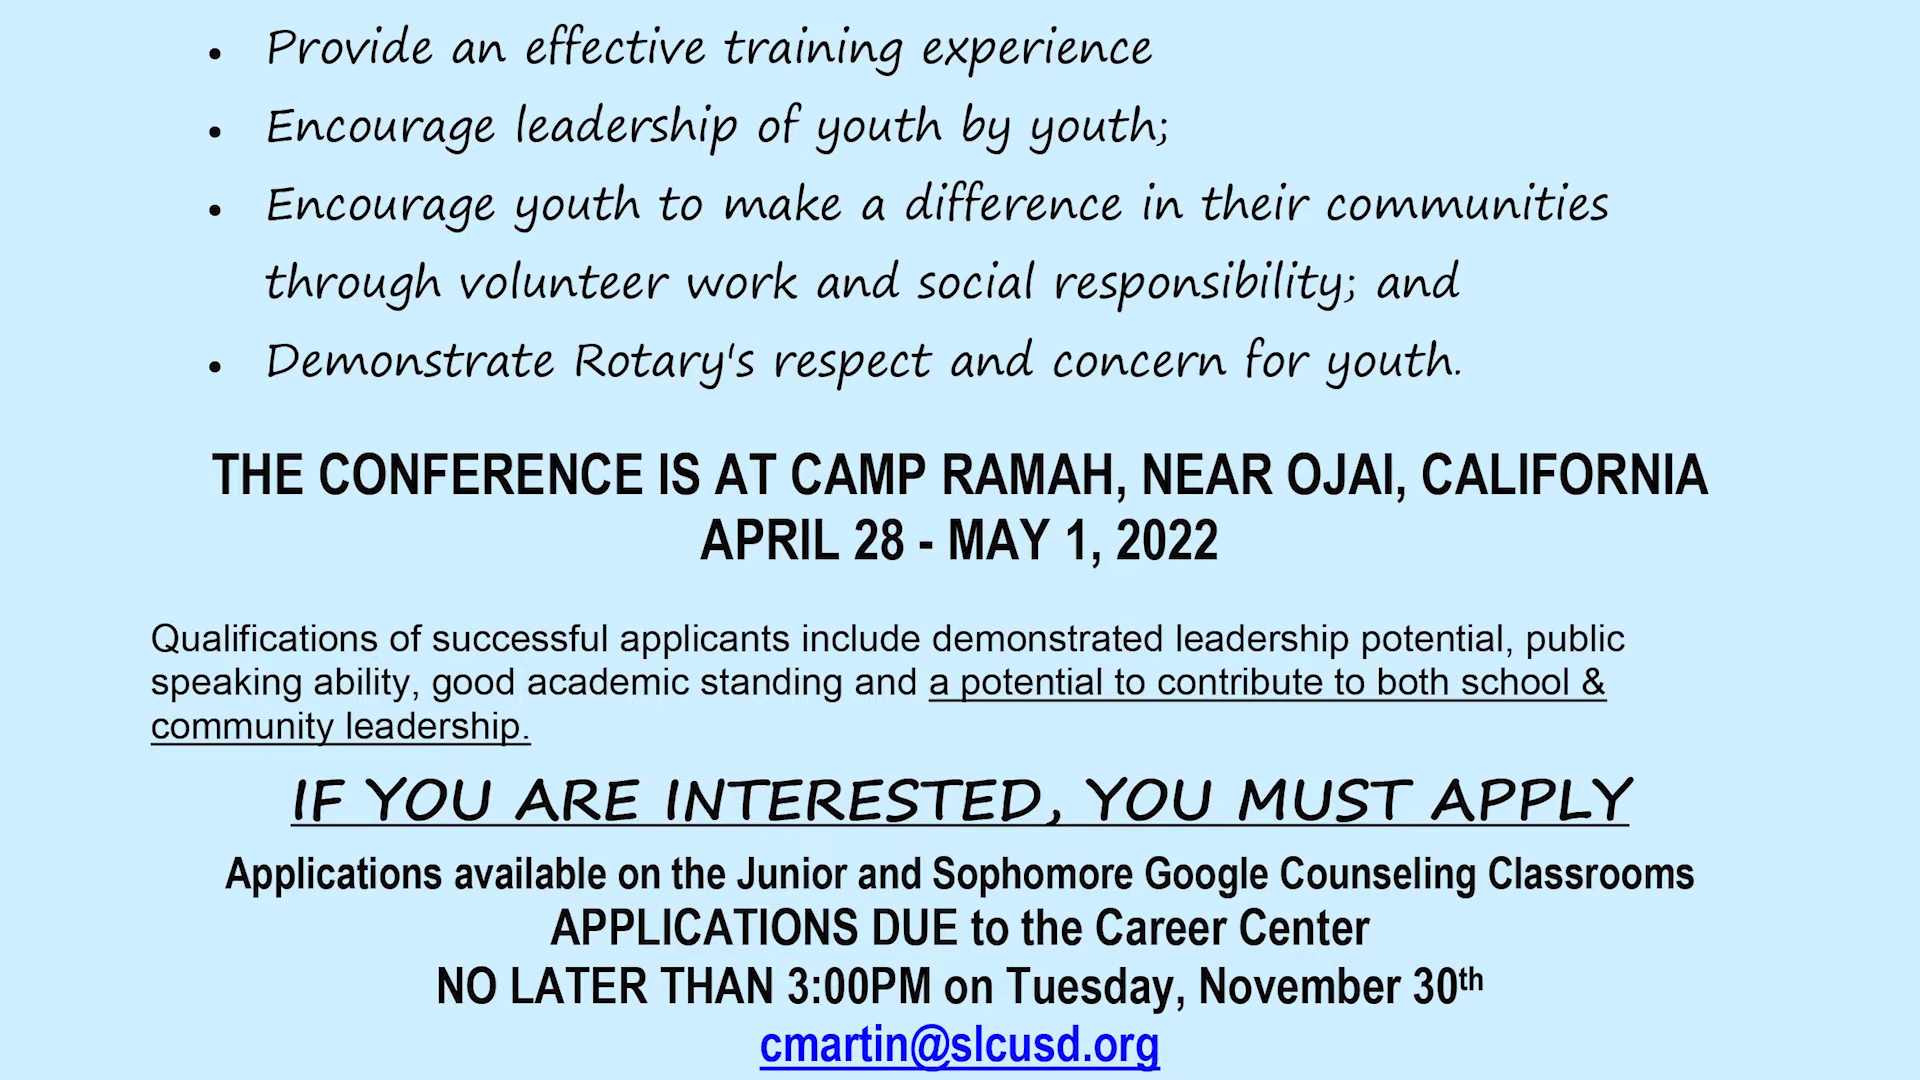 • Provide an effective training experience
• Encourage leadership of youth by youth;
• Encourage youth to make a difference in their communities
through volunteer work and social responsibility; and
• Demonstrate Rotary's respect and concern for youth.
THE CONFERENCE IS AT CAMP RAMAH, NEAR OJAI, CALIFORNIA
APRIL 28 - MAY 1, 2022
Qualifications of successful applicants include demonstrated leadership potential, public
speaking ability, good academic standing and a potential to contribute to both school &
community leadership.
IF YOU ARE INTERESTED, YOU MUST APPLY
Applications available on the Junior and Sophomore Google Counseling Classrooms
APPLICATIONS DUE to the Career Center
NO LATER THAN 3:00PM on Tuesday, November 30th
cmartin@slcusd.org